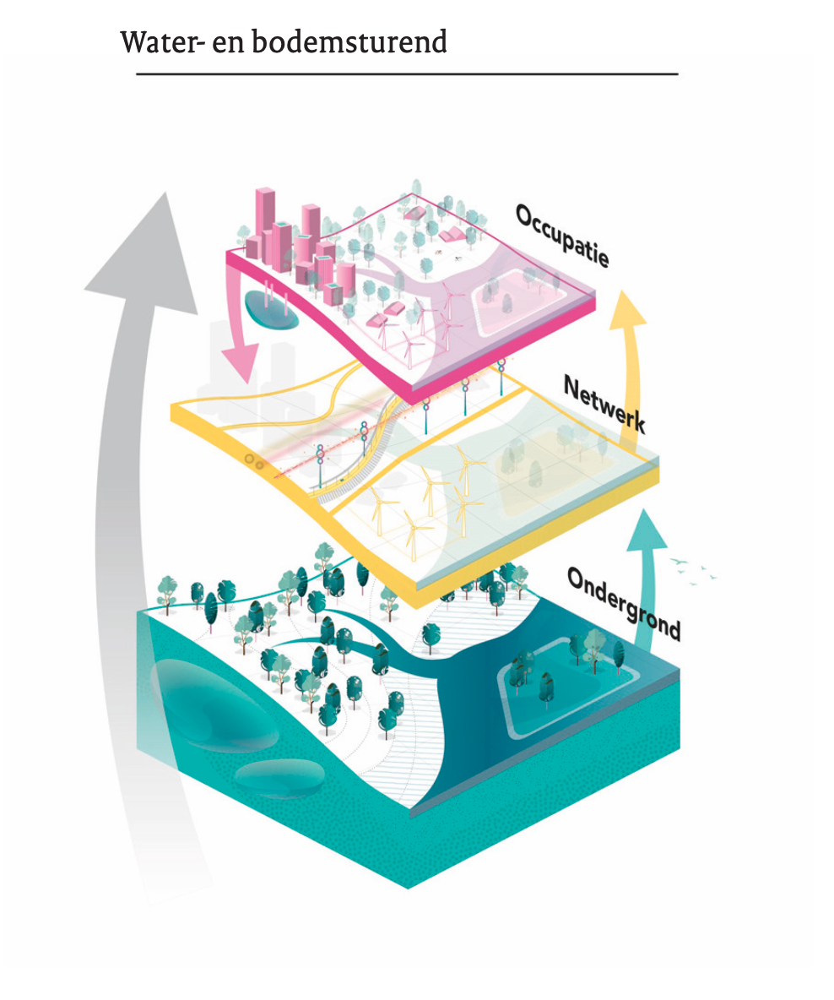 Water- en bodemsturend
Occupatie
Netwerk
Ondergrond